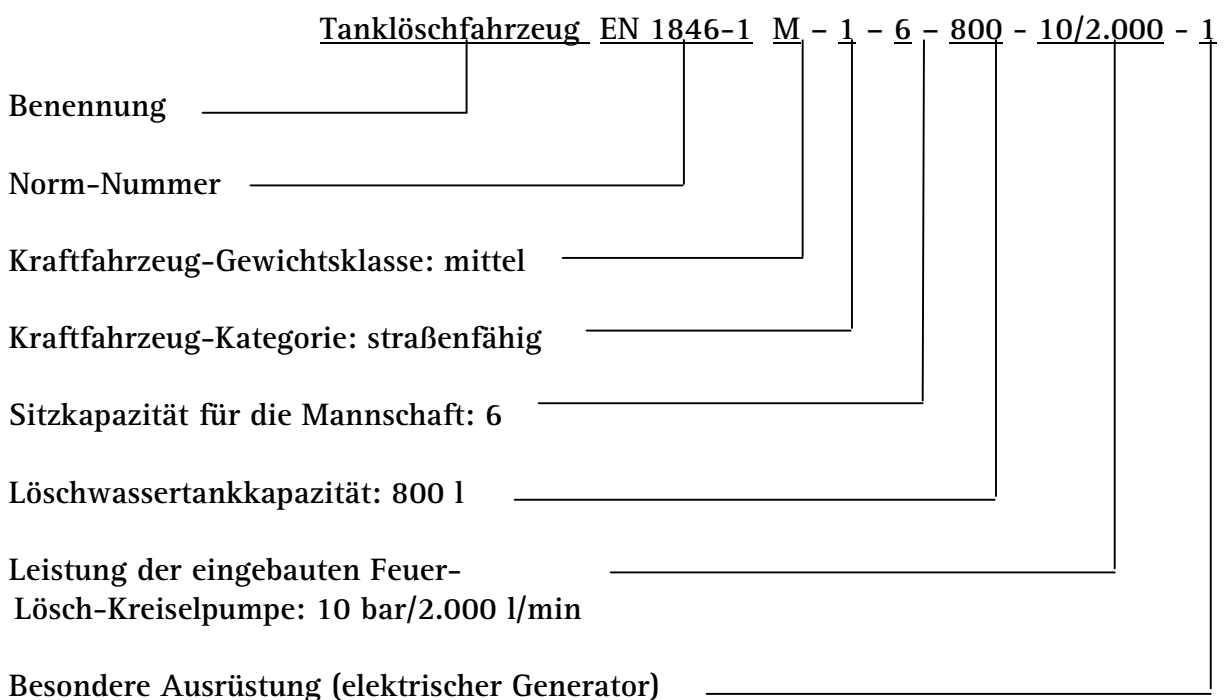 Tanklöschfahrzeug EN 1846-1 M – 1 – 6 – 800 - 10/2.000 - 1
Benennung
Norm-Nummer
Kraftfahrzeug-Gewichtsklasse: mittel
Kraftfahrzeug-Kategorie: straßenfähig
Sitzkapazität für die Mannschaft: 6
Löschwassertankkapazität: 800 l
Leistung der eingebauten Feuer-
Lösch-Kreiselpumpe: 10 bar/2.000 l/min
Besondere Ausrüstung (elektrischer Generator)